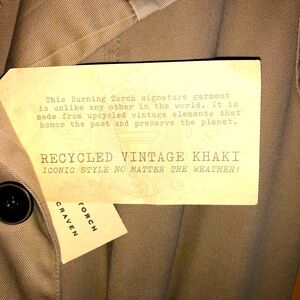 This Burning Torch signature garment
is unlike any other in the world. It is
made from upcycled vintage elements that
honor the past and preserve the planet.
RECYCLED VINTAGE KHAKI
ICONIC STYLE NO MATTER THE WEATHER!
TORCH
CRAVEN